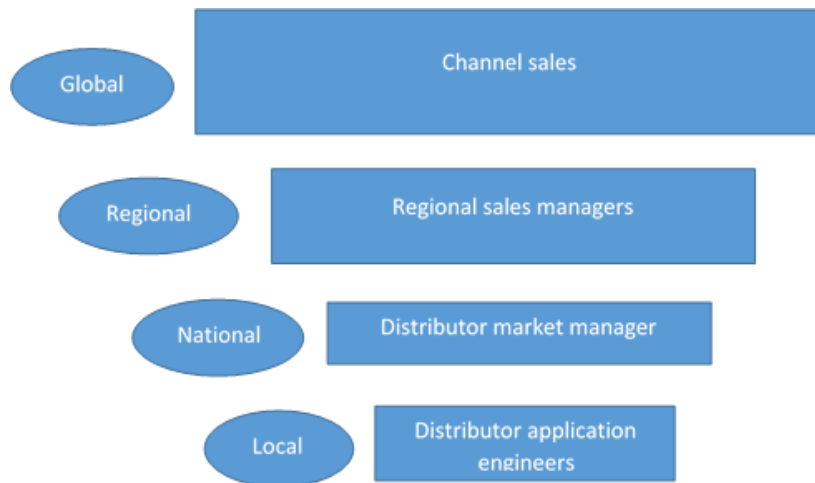 Global
Channel sales
Regional
Regional sales managers
National
Distributor market manager
Local
Distributor application
engineers